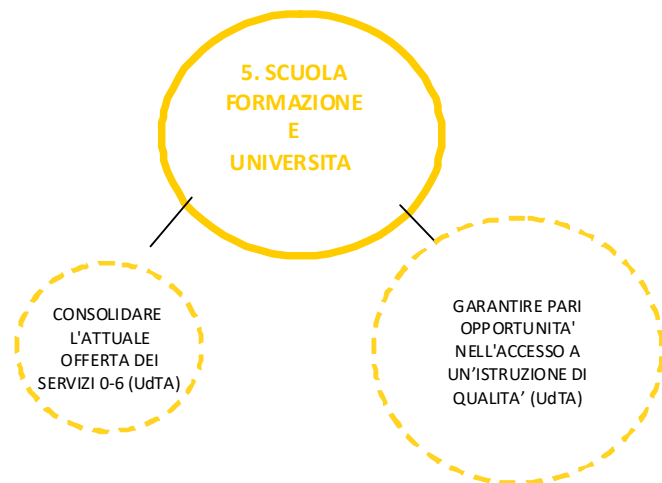 5. SCUOLA
FORMAZIONE
E
UNIVERSITA
CONSOLIDARE
L'ATTUALE
OFFERTA DEI
SERVIZI 0-6 (UdTA)
GARANTIRE PARI
OPPORTUNITA'
NELL'ACCESSO A
UN’ISTRUZIONE DI
QUALITA’ (UdTA)